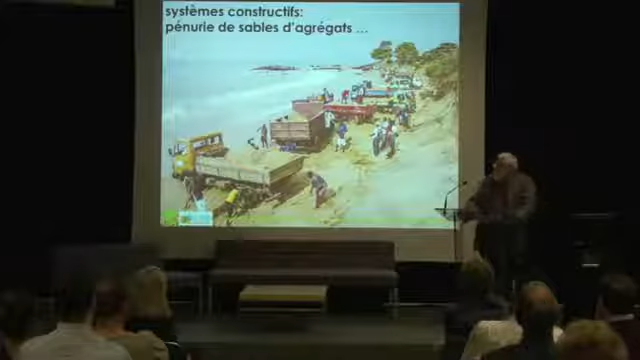 systèmes constructifs:
pénurie de sables d'agrégats ...